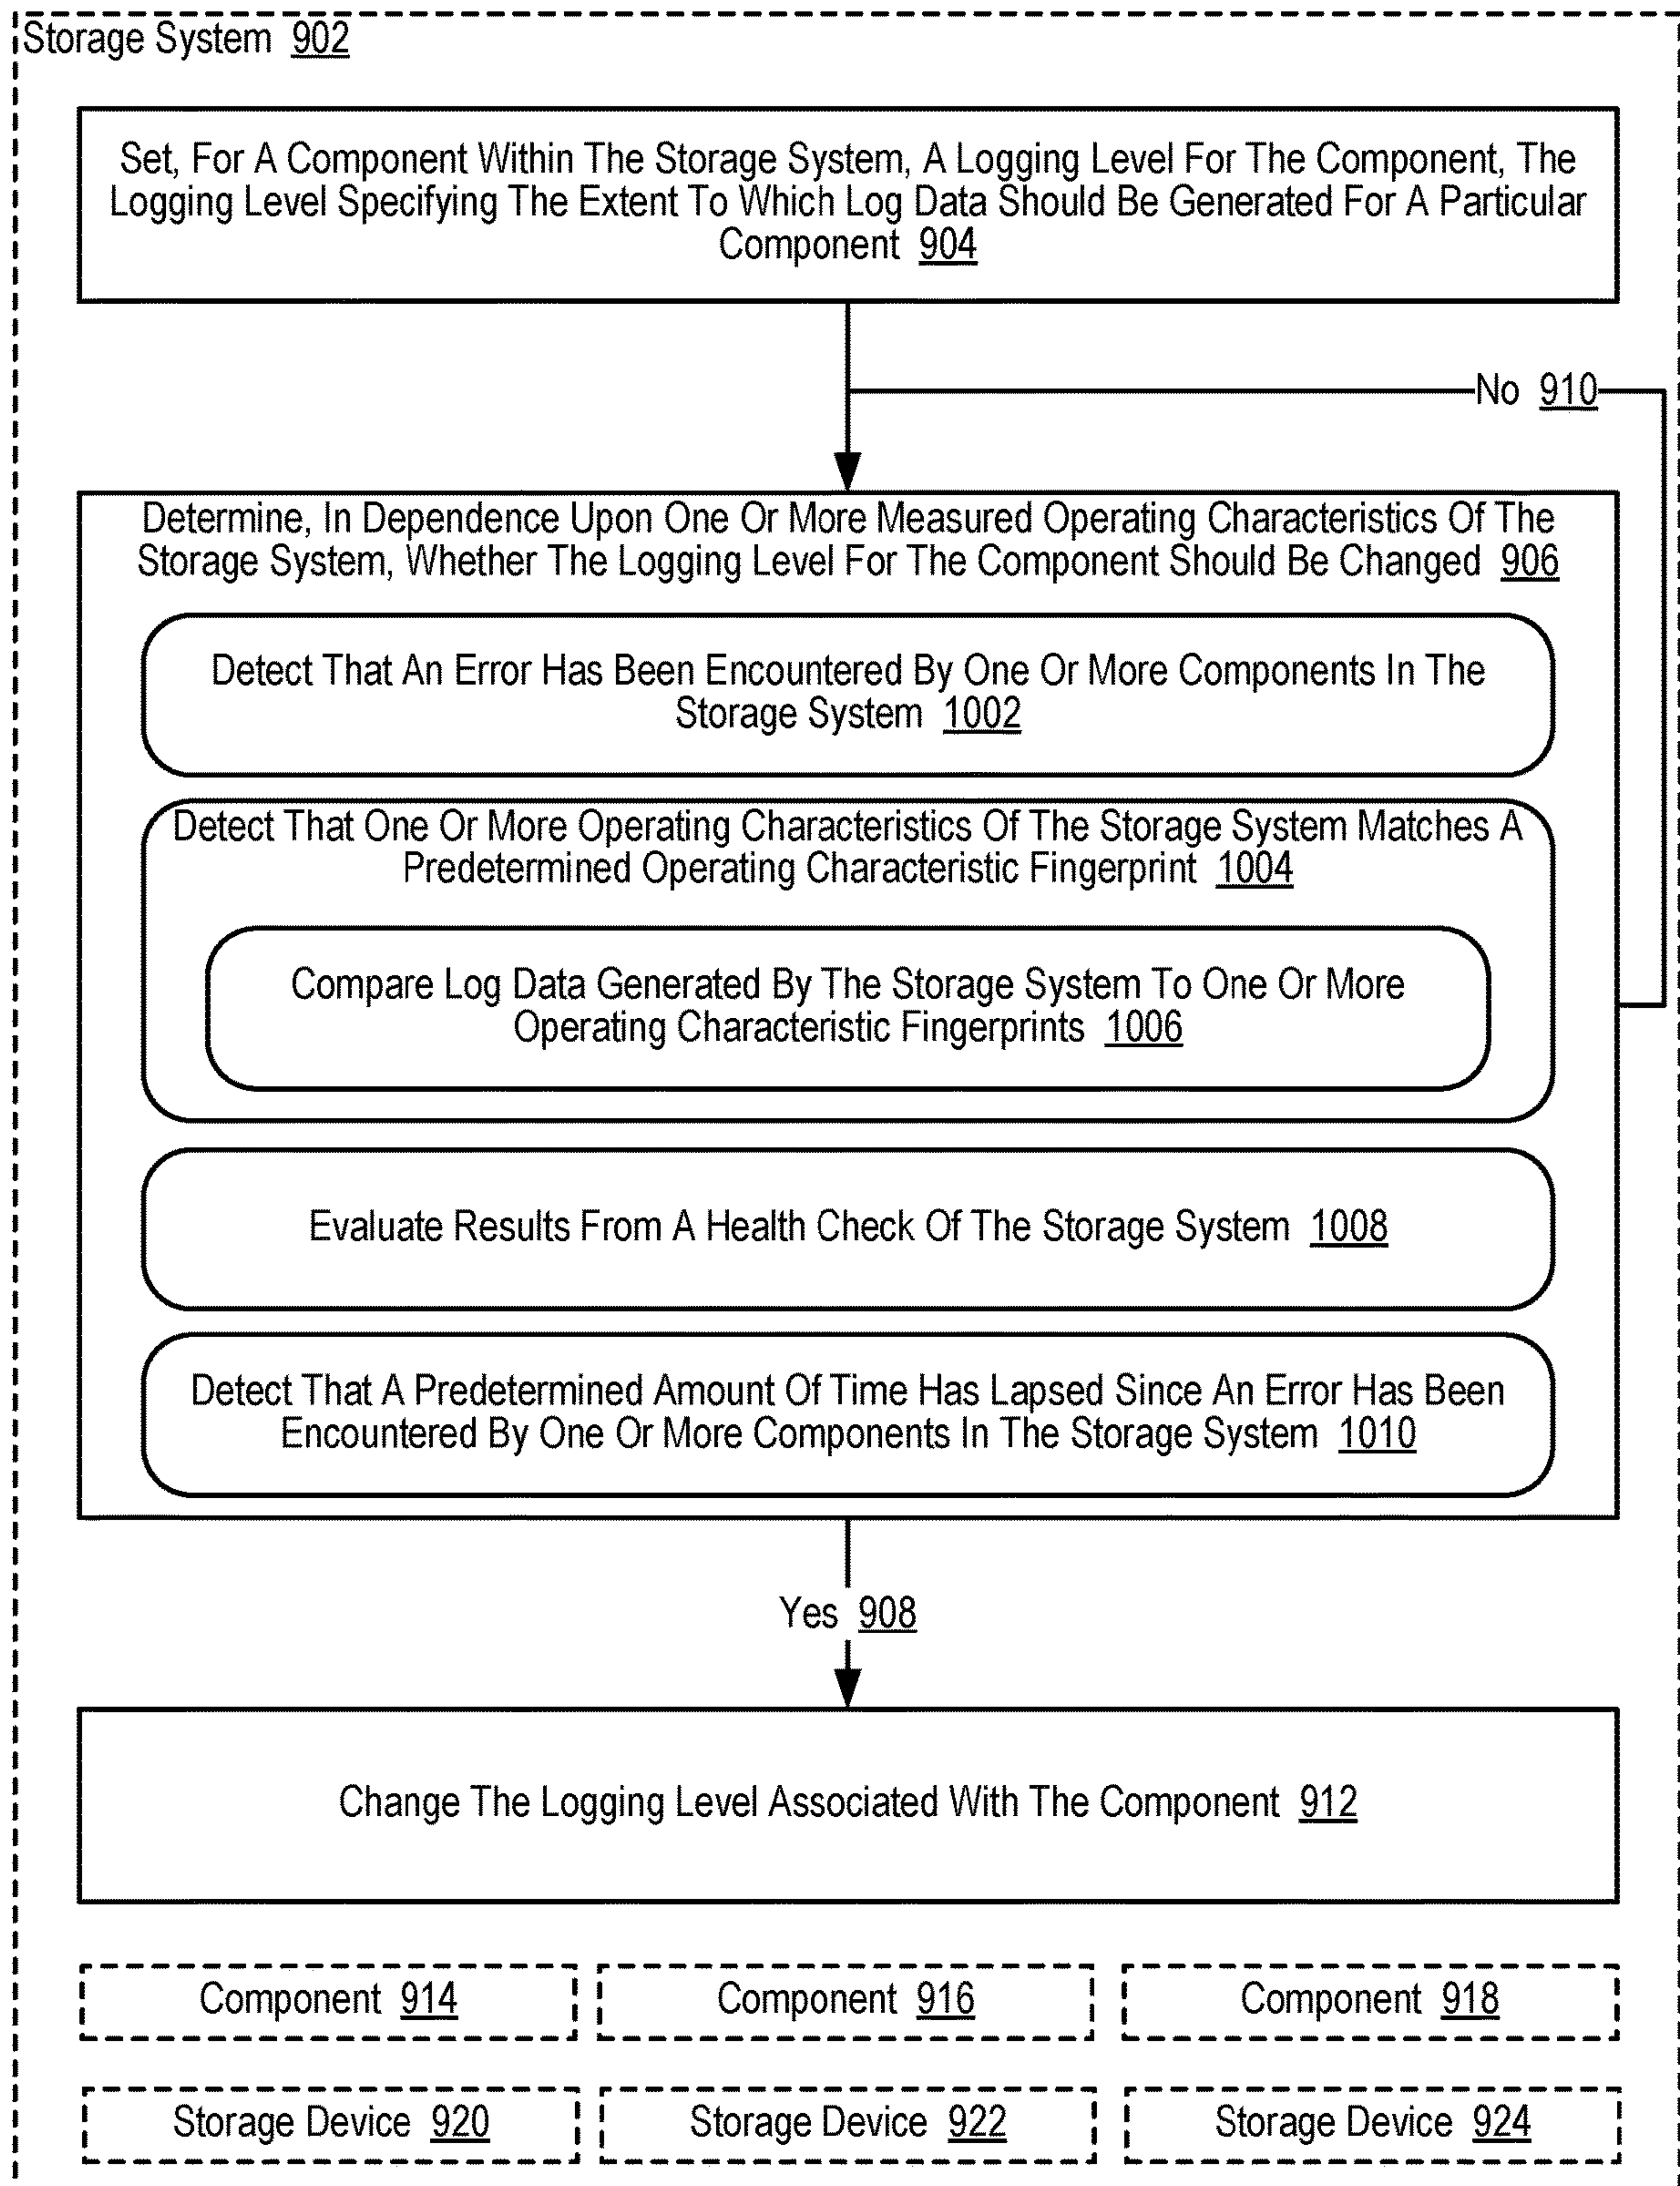 Storage System 902
Set, For A Component Within The Storage System, A Logging Level For The Component, The
Logging Level Specifying The Extent To Which Log Data Should Be Generated For A Particular
Component 904
No 910
Determine, In Dependence Upon One Or More Measured Operating Characteristics Of The
Storage System, Whether The Logging Level For The Component Should Be Changed 906
Detect That An Error Has Been Encountered By One Or More Components In The
Storage System 1002
Detect That One Or More Operating Characteristics Of The Storage System Matches A
Predetermined Operating Characteristic Fingerprint 1004
Compare Log Data Generated By The Storage System To One Or More
Operating Characteristic Fingerprints 1006
Evaluate Results From A Health Check Of The Storage System 1008
Detect That A Predetermined Amount Of Time Has Lapsed Since An Error Has Been
Encountered By One Or More Components In The Storage System 1010
Yes 908
Change The Logging Level Associated With The Component 912
Component 914
Component 916
Component 918
Storage Device 920
Storage Device 922
Storage Device 924